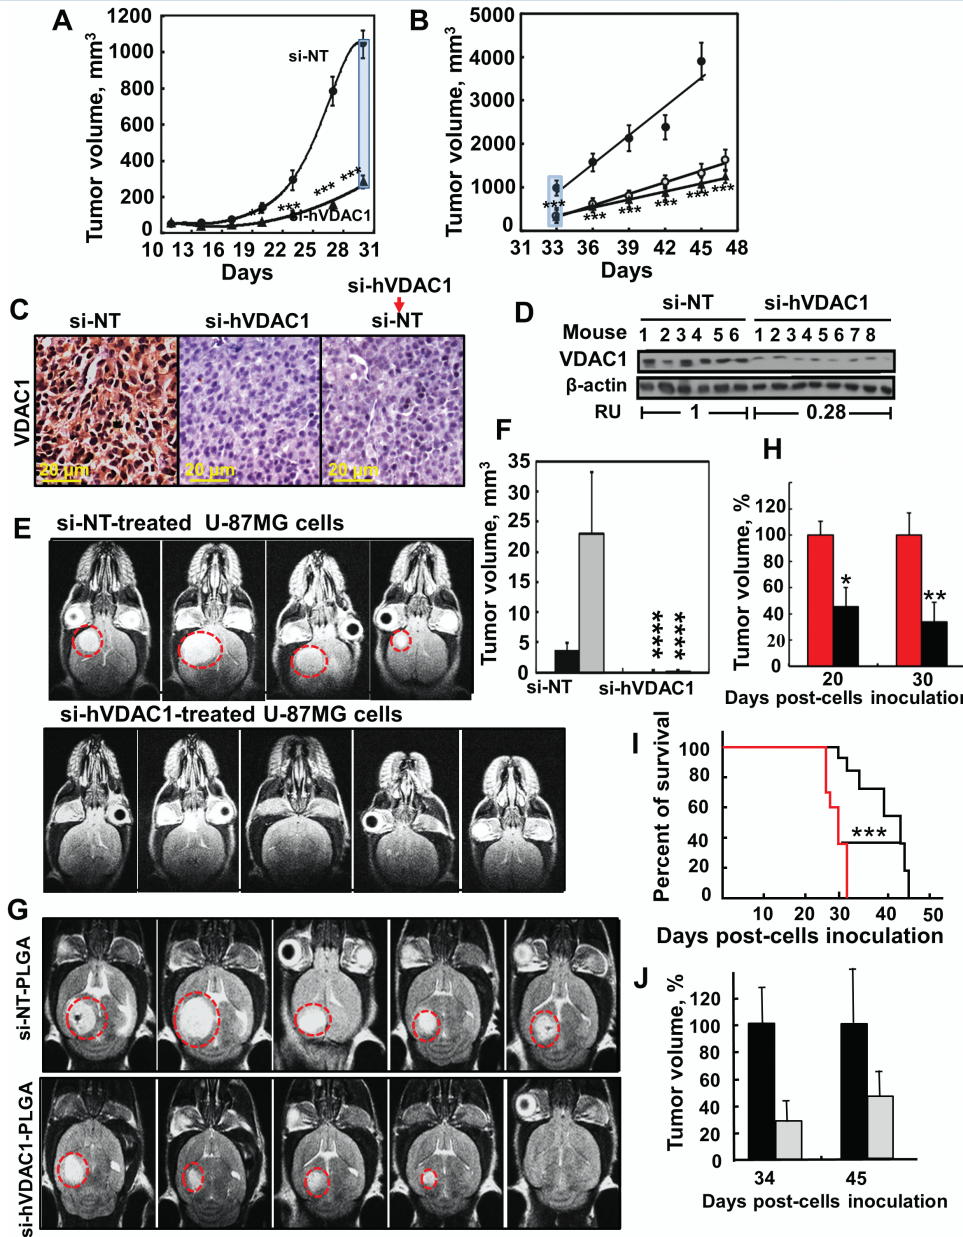 A
Tumor volume, mm³
1200
1000
800
600
400
200
0
si-NT
***
***
***
si-hVDAC1
10 13 16 19 22 25 28 31
Days
B
Tumor volume, mm³
5000
4000
3000
2000
1000
0
***
***
***
***
***
***
31 33 36 39 42 45 48
Days
C
si-hVDAC1
si-NT
si-hVDAC1
si-NT
VDAC1
20 µm
20 µm
20 µm
D
si-NT
si-hVDAC1
Mouse 1 2 3 4 5 6 1 2 3 4 5 6 7 8
VDAC1
β-actin
RU
1
0.28
E
si-NT-treated U-87MG cells
si-hVDAC1-treated U-87MG cells
F
Tumor volume, mm³
35
30
25
20
15
10
5
0
****
****
si-NT
si-hVDAC1
G
si-NT-PLGA
si-hVDAC1-PLGA
H
Tumor volume, %
120
100
80
60
40
20
0
*
**
20
30
Days post-cells inoculation
I
Percent of survival
100
80
60
40
20
0
***
10 20 30 40 50
Days post-cells inoculation
J
Tumor volume, %
120
100
80
60
40
20
0
34
45
Days post-cells inoculation